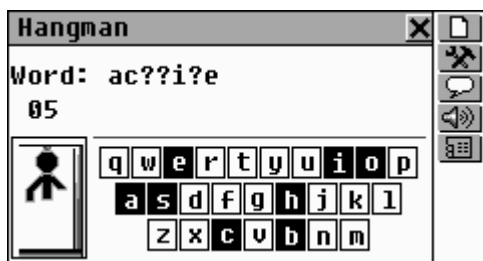 Hangman
Word: ac??i?e
05
q w e r t y u i o p
a s d f g h j k l
z x c v b n m